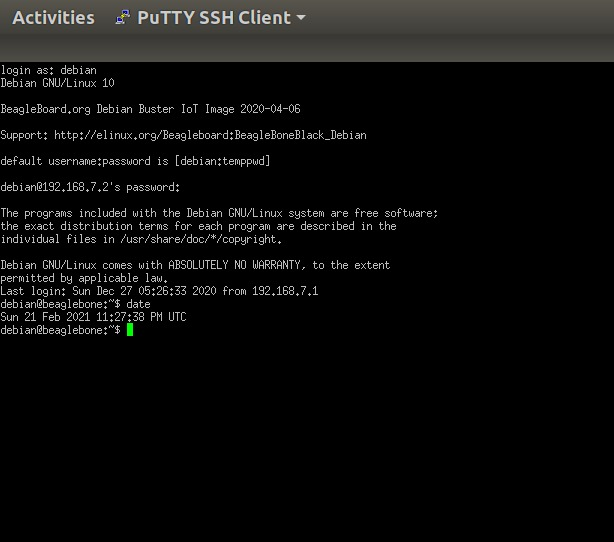 Activities PuTTY SSH Client
login as: debian
Debian GNU/Linux 10
BeagleBoard.org Debian Buster IoT Image 2020-04-06
Support: http://elinux.org/Beagleboard:BeagleBoneBlack_Debian
default username:password is [debian:temppwd]
debian@192.168.7.2's password:
The programs included with the Debian GNU/Linux system are free software;
the exact distribution terms for each program are described in the
individual files in /usr/share/doc/*/copyright.
Debian GNU/Linux comes with ABSOLUTELY NO WARRANTY, to the extent
permitted by applicable law.
Last login: Sun Dec 27 05:26:33 2020 from 192.168.7.1
debian@beaglebone:~$ date
Sun 21 Feb 2021 11:27:38 PM UTC
debian@beaglebone:~$